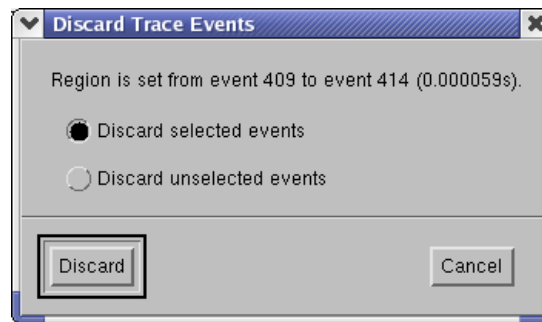 Discard Trace Events
Region is set from event 409 to event 414 (0.000059s).
Discard selected events
Discard unselected events
Discard
Cancel